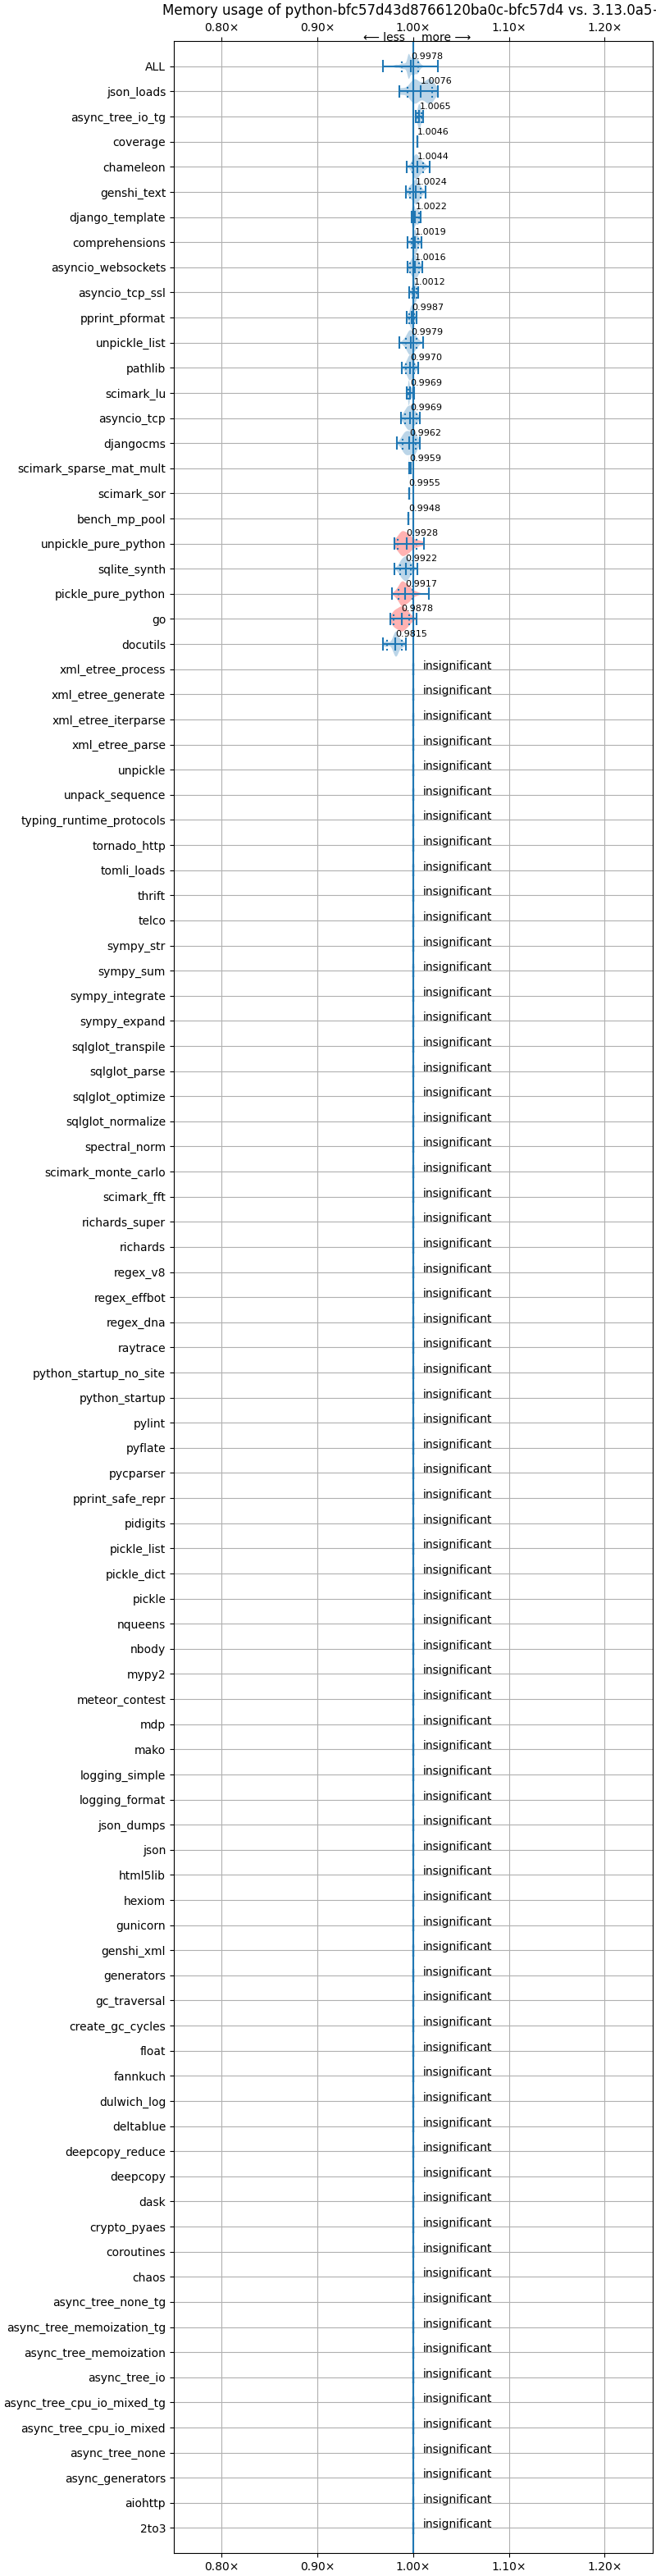 Memory usage of python-bfc57d43d8766120ba0c-bfc57d4 vs. 3.13.0a5-
0.80× 0.90× 1.00× 1.10× 1.20×
⟵ less more ⟶
ALL 0.9978
json_loads 1.0076
async_tree_io_tg 1.0065
coverage 1.0046
chameleon 1.0044
genshi_text 1.0024
django_template 1.0022
comprehensions 1.0019
asyncio_websockets 1.0016
asyncio_tcp_ssl 1.0012
pprint_pformat 0.9987
unpickle_list 0.9979
pathlib 0.9970
scimark_lu 0.9969
asyncio_tcp 0.9969
djangocms 0.9962
scimark_sparse_mat_mult 0.9959
scimark_sor 0.9955
bench_mp_pool 0.9948
unpickle_pure_python 0.9928
sqlite_synth 0.9922
pickle_pure_python 0.9917
go 0.9878
docutils 0.9815
xml_etree_process insignificant
xml_etree_generate insignificant
xml_etree_iterparse insignificant
xml_etree_parse insignificant
unpickle insignificant
unpack_sequence insignificant
typing_runtime_protocols insignificant
tornado_http insignificant
tomli_loads insignificant
thrift insignificant
telco insignificant
sympy_str insignificant
sympy_sum insignificant
sympy_integrate insignificant
sympy_expand insignificant
sqlglot_transpile insignificant
sqlglot_parse insignificant
sqlglot_optimize insignificant
sqlglot_normalize insignificant
spectral_norm insignificant
scimark_monte_carlo insignificant
scimark_fft insignificant
richards_super insignificant
richards insignificant
regex_v8 insignificant
regex_effbot insignificant
regex_dna insignificant
raytrace insignificant
python_startup_no_site insignificant
python_startup insignificant
pylint insignificant
pyflate insignificant
pycparser insignificant
pprint_safe_repr insignificant
pidigits insignificant
pickle_list insignificant
pickle_dict insignificant
pickle insignificant
nqueens insignificant
nbody insignificant
mypy2 insignificant
meteor_contest insignificant
mdp insignificant
mako insignificant
logging_simple insignificant
logging_format insignificant
json_dumps insignificant
json insignificant
html5lib insignificant
hexiom insignificant
gunicorn insignificant
genshi_xml insignificant
generators insignificant
gc_traversal insignificant
create_gc_cycles insignificant
float insignificant
fannkuch insignificant
dulwich_log insignificant
deltablue insignificant
deepcopy_reduce insignificant
deepcopy insignificant
dask insignificant
crypto_pyaes insignificant
coroutines insignificant
chaos insignificant
async_tree_none_tg insignificant
async_tree_memoization_tg insignificant
async_tree_memoization insignificant
async_tree_io insignificant
async_tree_cpu_io_mixed_tg insignificant
async_tree_cpu_io_mixed insignificant
async_tree_none insignificant
async_generators insignificant
aiohttp insignificant
2to3 insignificant
0.80× 0.90× 1.00× 1.10× 1.20×